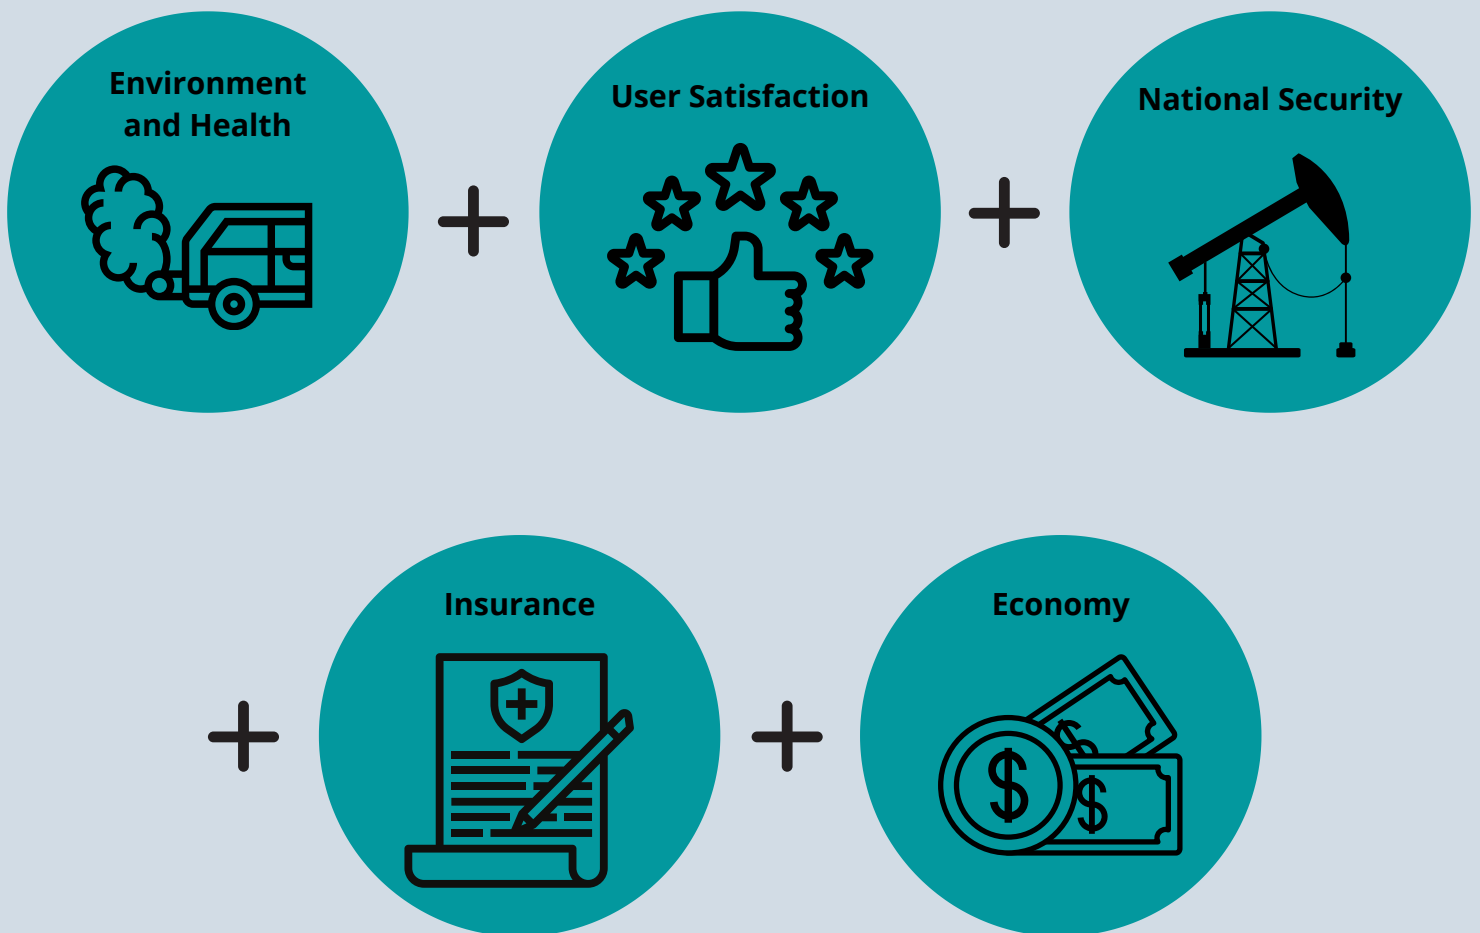 Environment
and Health
User Satisfaction
National Security
Insurance
Economy
$
$
$